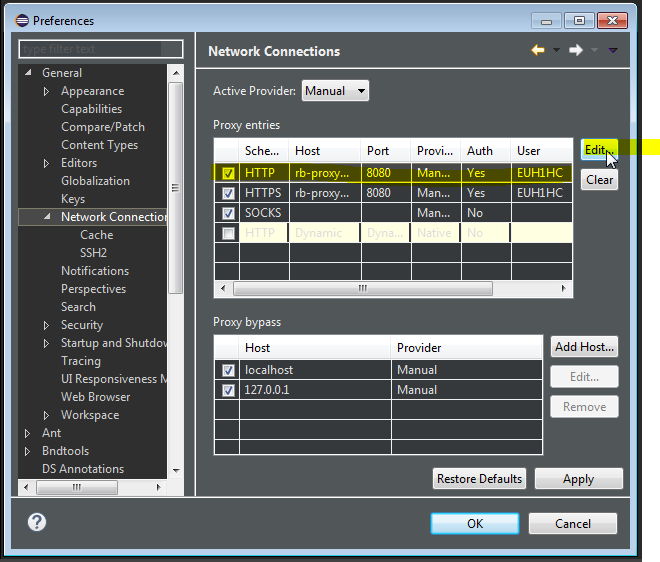 Preferences
type filter text
General
Appearance
Capabilities
Compare/Patch
Content Types
Editors
Globalization
Keys
Network Connection
Cache
SSH2
Notifications
Perspectives
Search
Security
Startup and Shutdow
Tracing
UI Responsiveness M
Web Browser
Workspace
Ant
Bndtools
DS Annotations
Network Connections
Active Provider: Manual
Proxy entries
Sche... Host Port Provi... Auth User
HTTP rb-proxy... 8080 Man... Yes EUH1HC
HTTPS rb-proxy... 8080 Man... Yes EUH1HC
SOCKS Man... No
HTTP Dynamic Dyna... Native No
Edit...
Clear
Proxy bypass
Host Provider
localhost Manual
127.0.0.1 Manual
Add Host...
Edit...
Remove
Restore Defaults Apply
? OK Cancel